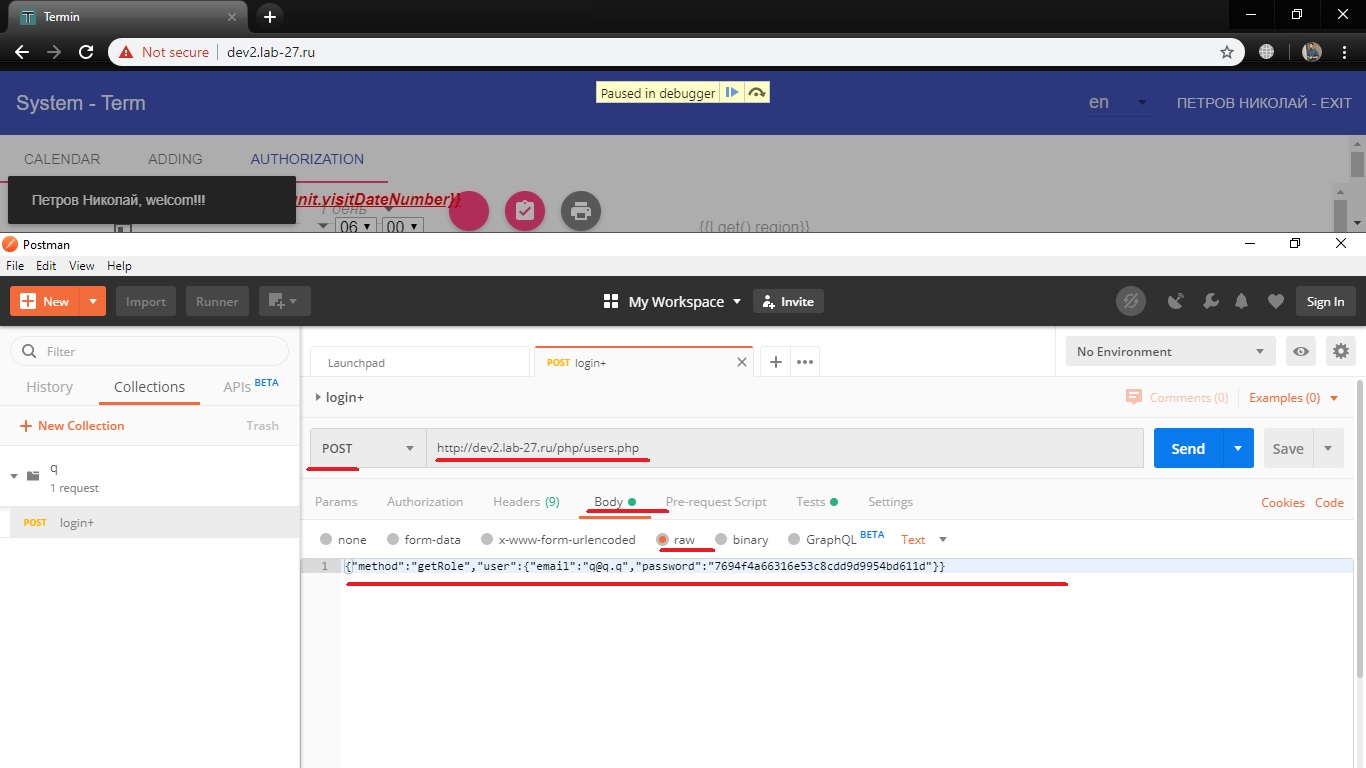 Termin
Not secure dev2.lab-27.ru
System - Term
Paused in debugger
en
ПЕТРОВ НИКОЛАЙ - EXIT
CALENDAR ADDING AUTHORIZATION
Петров Николай, welcom!!!
nit.visitDateNumber}}
1 день
06 00
{{l.get() region}}
Postman
File Edit View Help
New Import Runner My Workspace Invite Sign In
Filter
History Collections APIs BETA
New Collection Trash
q
1 request
POST login+
Launchpad POST login+ No Environment
login+ Comments (0) Examples (0)
POST http://dev2.lab-27.ru/php/users.php Send Save
Params Authorization Headers (9) Body Pre-request Script Tests Settings Cookies Code
none form-data x-www-form-urlencoded raw binary GraphQL BETA Text
1 {"method":"getRole","user":{"email":"q@q.q","password":"7694f4a66316e53c8cdd9d9954bd611d"}}